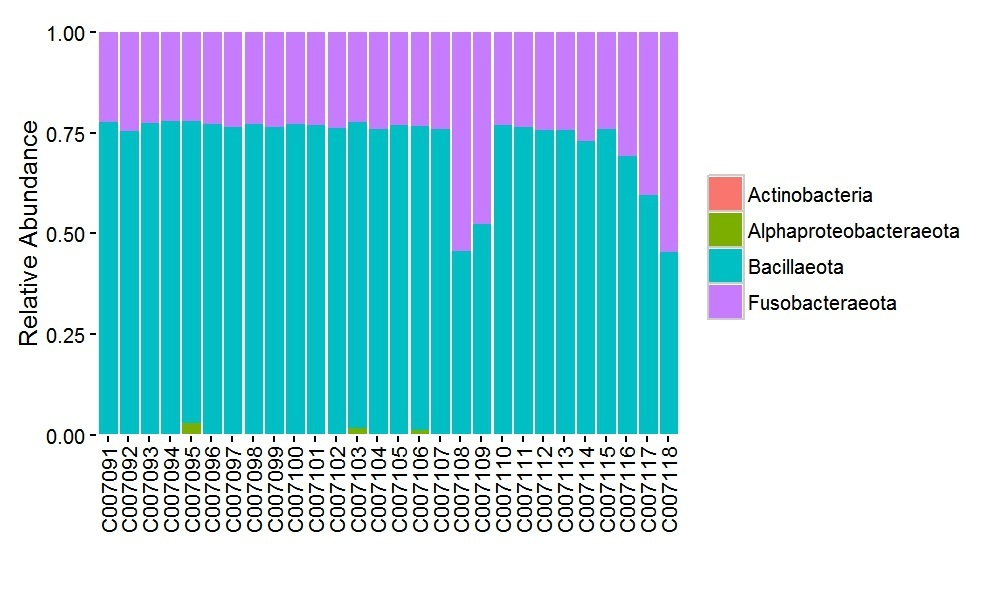 1.00
0.75
0.50
0.25
0.00
Relative Abundance
C007091
C007092
C007093
C007094
C007095
C007096
C007097
C007098
C007099
C007100
C007101
C007102
C007103
C007104
C007105
C007106
C007107
C007108
C007109
C007110
C007111
C007112
C007113
C007114
C007115
C007116
C007117
C007118
Actinobacteria
Alphaproteobacteraeota
Bacillaeota
Fusobacteraeota